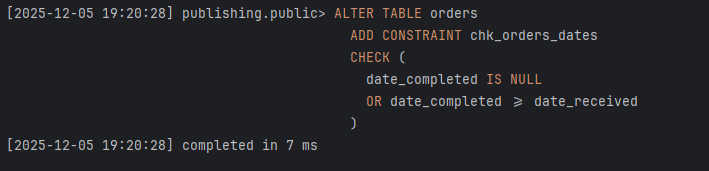 [2025-12-05 19:20:28] publishing.public> ALTER TABLE orders
ADD CONSTRAINT chk_orders_dates
CHECK (
date_completed IS NULL
OR date_completed >= date_received
)
[2025-12-05 19:20:28] completed in 7 ms